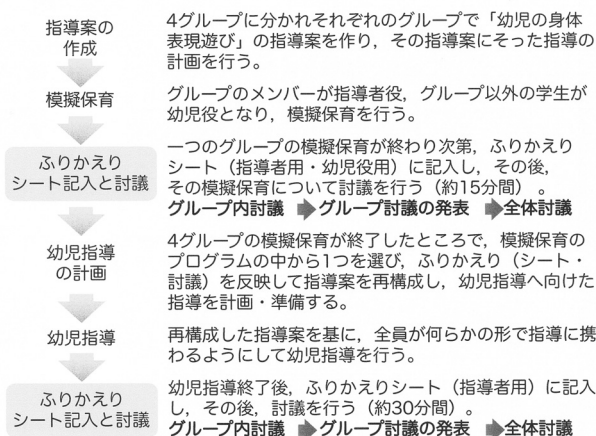 指導案の
作成
4グループに分かれそれぞれのグループで「幼児の身体
表現遊び」の指導案を作り，その指導案にそった指導の
計画を行う。
模擬保育
グループのメンバーが指導者役，グループ以外の学生が
幼児役となり，模擬保育を行う。
ふりかえり
シート記入と討議
一つのグループの模擬保育が終わり次第，ふりかえり
シート（指導者用・幼児役用）に記入し，その後，
その模擬保育について討議を行う（約15分間）。
グループ内討議 グループ討議の発表 全体討議
幼児指導
の計画
4グループの模擬保育が終了したところで，模擬保育の
プログラムの中から1つを選び，ふりかえり（シート・
討議）を反映して指導案を再構成し，幼児指導へ向けた
指導を計画・準備する。
幼児指導
再構成した指導案を基に，全員が何らかの形で指導に携
わるようにして幼児指導を行う。
ふりかえり
シート記入と討議
幼児指導終了後，ふりかえりシート（指導者用）に記入
し，その後，討議を行う（約30分間）。
グループ内討議 グループ討議の発表 全体討議